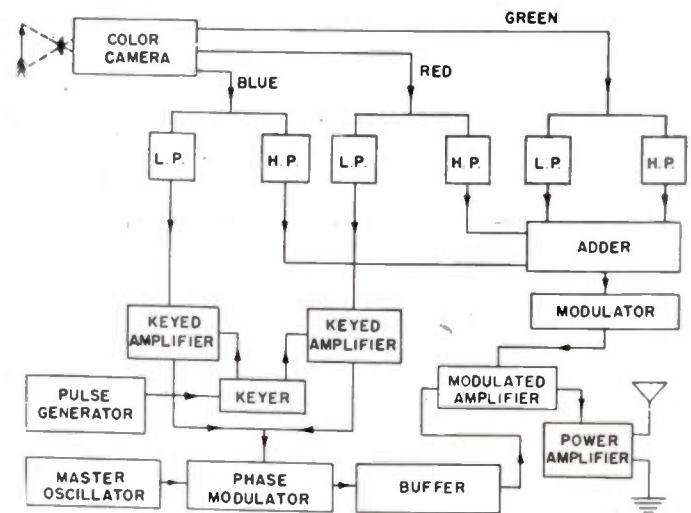 GREEN
COLOR
CAMERA
BLUE
RED
L.P.
H.P.
L.P.
H.P.
L.P.
H.P.
ADDER
MODULATOR
KEYED
AMPLIFIER
KEYED
AMPLIFIER
KEYER
PULSE
GENERATOR
MODULATED
AMPLIFIER
POWER
AMPLIFIER
MASTER
OSCILLATOR
PHASE
MODULATOR
BUFFER